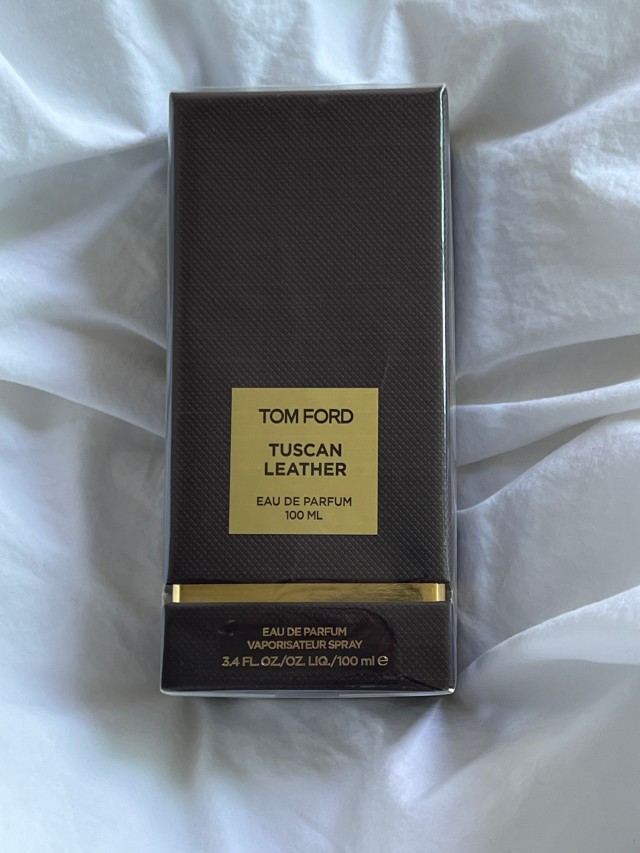 TOM FORD
TUSCAN
LEATHER
EAU DE PARFUM
100 ML
EAU DE PARFUM
VAPORISATEUR SPRAY
3.4 FL.OZ./OZ. LIQ./100 ml ℮